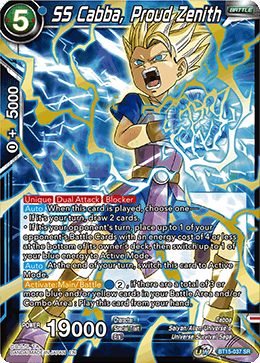 BATTLE
5
SS Cabba, Proud Zenith
0 + 5000
Unique Dual Attack Blocker
Auto When this card is played, choose one—
• If it's your turn, draw 2 cards.
• If it's your opponent's turn, place up to 1 of your
opponent's Battle Cards with an energy cost of 4 or less
at the bottom of its owner's deck, then switch up to 1 of
your blue energy to Active Mode.
Auto At the end of your turn, switch this card to Active
Mode.
Activate: Main/Battle 2, if there are a total of 3 or
more blue and/or yellow cards in your Battle Area and/or
Combo Area: Play this card from your hand.
POWER
19000
Character
Cabba
Special Trait
Saiyan/Alien/Universe 6
Era
Universe Survival Saga
BT15-037 SR